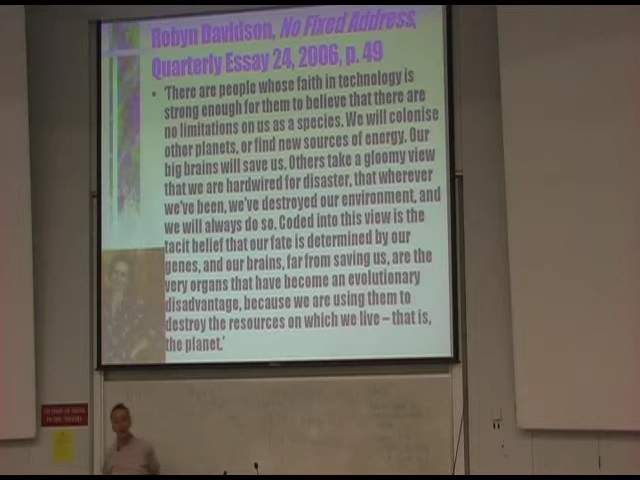 Robyn Davidson, No Fixed Address,
Quarterly Essay 24, 2006, p. 49
• 'There are people whose faith in technology is
strong enough for them to believe that there are
no limitations on us as a species. We will colonise
other planets, or find new sources of energy. Our
big brains will save us. Others take a gloomy view
that we are hardwired for disaster, that wherever
we've been, we've destroyed our environment, and
we will always do so. Coded into this view is the
tacit belief that our fate is determined by our
genes, and our brains, far from saving us, are the
very organs that have become an evolutionary
disadvantage, because we are using them to
destroy the resources on which we live – that is,
the planet.'